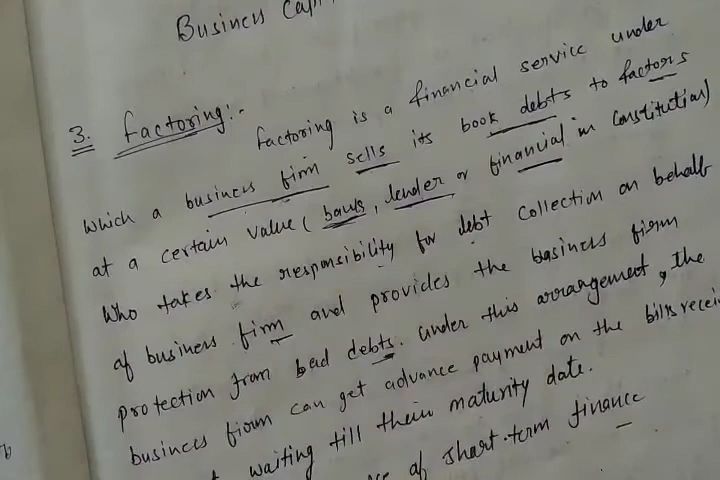 Business Capi
3. Factoring:-
Factoring is a financial service under
which a business firm sells its book debts to factors
at a certain value ( banks, lender or financial in constitution)
who takes the responsibility for debt collection on behalf
of business firm and provides the business firm
protection from bad debts. under this arrangement, the
business firm can get advance payment on the bills recei
waiting till their maturity date.
of short-term finance